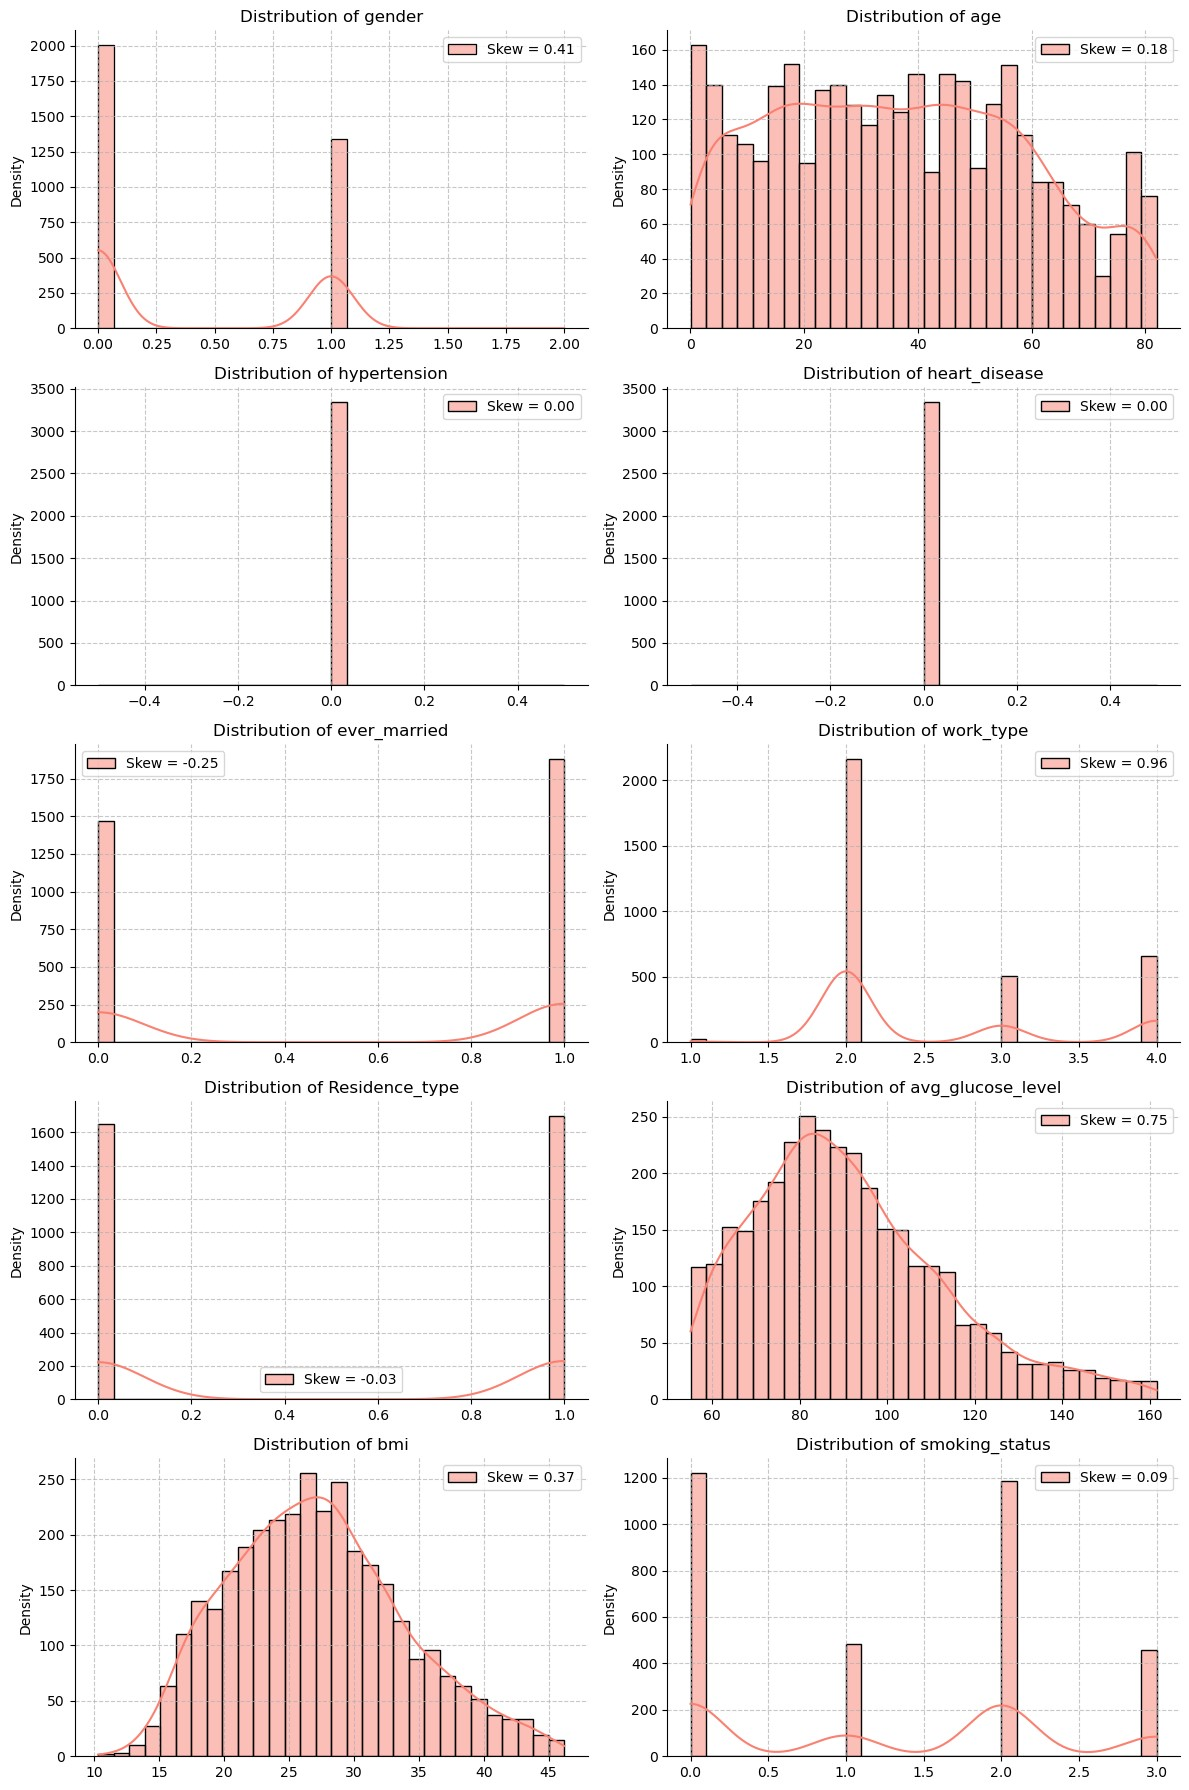 Distribution of gender
Skew = 0.41
Density
2000
1750
1500
1250
1000
750
500
250
0
0.00 0.25 0.50 0.75 1.00 1.25 1.50 1.75 2.00
Distribution of age
Skew = 0.18
Density
160
140
120
100
80
60
40
20
0
0 20 40 60 80
Distribution of hypertension
Skew = 0.00
Density
3500
3000
2500
2000
1500
1000
500
0
−0.4 −0.2 0.0 0.2 0.4
Distribution of heart_disease
Skew = 0.00
Density
3500
3000
2500
2000
1500
1000
500
0
−0.4 −0.2 0.0 0.2 0.4
Distribution of ever_married
Skew = -0.25
Density
1750
1500
1250
1000
750
500
250
0
0.0 0.2 0.4 0.6 0.8 1.0
Distribution of work_type
Skew = 0.96
Density
2000
1500
1000
500
0
1.0 1.5 2.0 2.5 3.0 3.5 4.0
Distribution of Residence_type
Density
1600
1400
1200
1000
800
600
400
200
0
Skew = -0.03
0.0 0.2 0.4 0.6 0.8 1.0
Distribution of avg_glucose_level
Skew = 0.75
Density
250
200
150
100
50
0
60 80 100 120 140 160
Distribution of bmi
Skew = 0.37
Density
250
200
150
100
50
0
10 15 20 25 30 35 40 45
Distribution of smoking_status
Skew = 0.09
Density
1200
1000
800
600
400
200
0
0.0 0.5 1.0 1.5 2.0 2.5 3.0